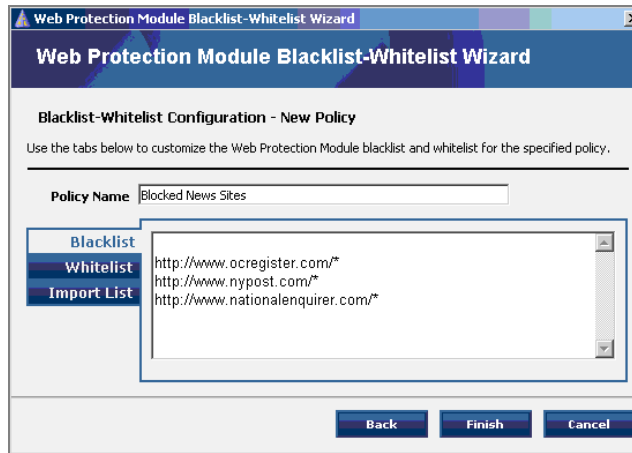 Web Protection Module Blacklist-Whitelist Wizard
Web Protection Module Blacklist-Whitelist Wizard
Blacklist-Whitelist Configuration - New Policy
Use the tabs below to customize the Web Protection Module blacklist and whitelist for the specified policy.
Policy Name Blocked News Sites
Blacklist
Whitelist
Import List
http://www.ocregister.com/*
http://www.nypost.com/*
http://www.nationalenquirer.com/*
Back Finish Cancel